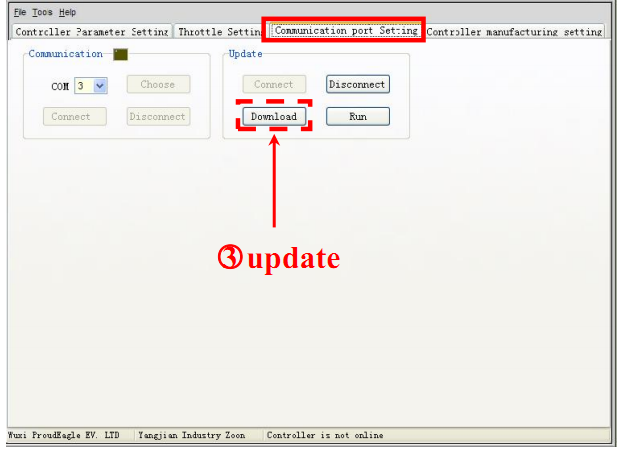 File Tools Help
Controller Parameter Setting Throttle Setting Communication port Setting Controller manufacturing setting
Communication Update
COM 3 Choose Connect Disconnect
Connect Disconnect Download Run
③update
Wuxi ProudEagle EV. LTD Yangjian Industry Zoon Controller is not online